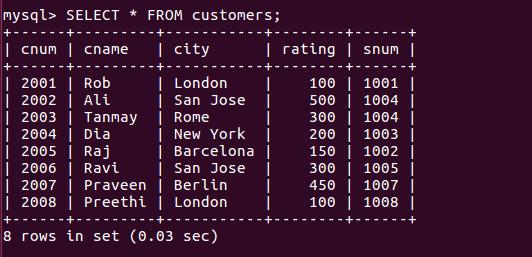 mysql> SELECT * FROM customers;
+------+---------+-----------+--------+------+
| cnum | cname   | city      | rating | snum |
+------+---------+-----------+--------+------+
| 2001 | Rob     | London    |    100 | 1001 |
| 2002 | Ali     | San Jose  |    500 | 1004 |
| 2003 | Tanmay  | Rome      |    300 | 1004 |
| 2004 | Dia     | New York  |    200 | 1003 |
| 2005 | Raj     | Barcelona |    150 | 1002 |
| 2006 | Ravi    | San Jose  |    300 | 1005 |
| 2007 | Praveen | Berlin    |    450 | 1007 |
| 2008 | Preethi | London    |    100 | 1008 |
+------+---------+-----------+--------+------+
8 rows in set (0.03 sec)